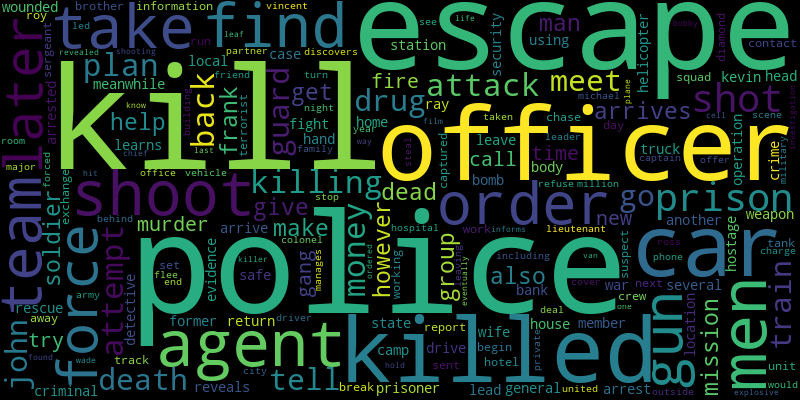 wounded
brother
information
vincent
roy
leaf
partner
discovers
take
find
escape
led
plan
case
man
station
using
security
helicopter
see
life
shooting
revealed
friend
meanwhile
later
sergeant
arrested
run
local
back
frank
terrorist
get
guard
fire
attack
meet
kevin
head
squad
diamond
contact
bobby
turn
drug
ray
arrives
michael
plane
shot
kill
help
learns
know
building
fight
night
home
year
hand
film
way
chase
leader
day
taken
officer
truck
captain
cell
scene
offer
operation
crime
military
investigation
room
major
forced
chief
last
office
family
vehicle
steal
captured
leave
call
time
body
bomb
refuse
million
team
soldier
exchange
hit
shoot
killing
stop
dead
order
go
prison
new
another
weapon
give
murder
make
money
however
group
work
informs
lieutenant
suspect
war
next
several
hostage
tank
charge
force
attempt
behind
arrive
evidence
colonel
hospital
killer
manages
ordered
working
also
including
bank
crew
van
one
car
ross
phone
cover
location
rescue
army
away
set
flee
end
safe
gang
police
leaving
eventually
deal
john
try
detective
former
return
driver
state
report
wife
house
member
men
train
mission
unit
found
wade
track
city
agent
camp
drive
begin
hotel
private
gun
criminal
death
reveals
tell
break
prisoner
hold
sent
lead
killed
general
united
arrest
outside
would
explosive